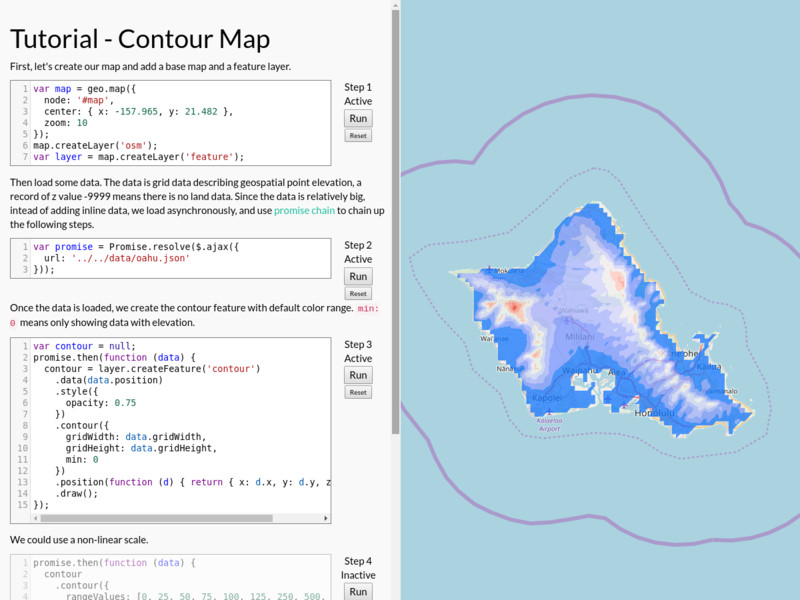 Tutorial - Contour Map
First, let's create our map and add a base map and a feature layer.
1 var map = geo.map({
2   node: '#map',
3   center: { x: -157.965, y: 21.482 },
4   zoom: 10
5 });
6 map.createLayer('osm');
7 var layer = map.createLayer('feature');
Step 1
Active
Run
Reset
Then load some data. The data is grid data describing geospatial point elevation, a
record of z value -9999 means there is no land data. Since the data is relatively big,
intead of adding inline data, we load asynchronously, and use promise chain to chain up
the following steps.
1 var promise = Promise.resolve($.ajax({
2   url: '../../data/oahu.json'
3 }));
Step 2
Active
Run
Reset
Once the data is loaded, we create the contour feature with default color range. min:
0 means only showing data with elevation.
1 var contour = null;
2 promise.then(function (data) {
3   contour = layer.createFeature('contour')
4     .data(data.position)
5     .style({
6       opacity: 0.75
7     })
8     .contour({
9       gridWidth: data.gridWidth,
10       gridHeight: data.gridHeight,
11       min: 0
12     })
13     .position(function (d) { return { x: d.x, y: d.y, z
14     .draw();
15 });
Step 3
Active
Run
Reset
We could use a non-linear scale.
1 promise.then(function (data) {
2   contour
3     .contour({
4       rangeValues: [0, 25, 50, 75, 100, 125, 250, 500,
Step 4
Inactive
Run
Mililani
Waipahu
Aiea
Kailua
Kapolei
Honolulu
Kalaeloa
Airport